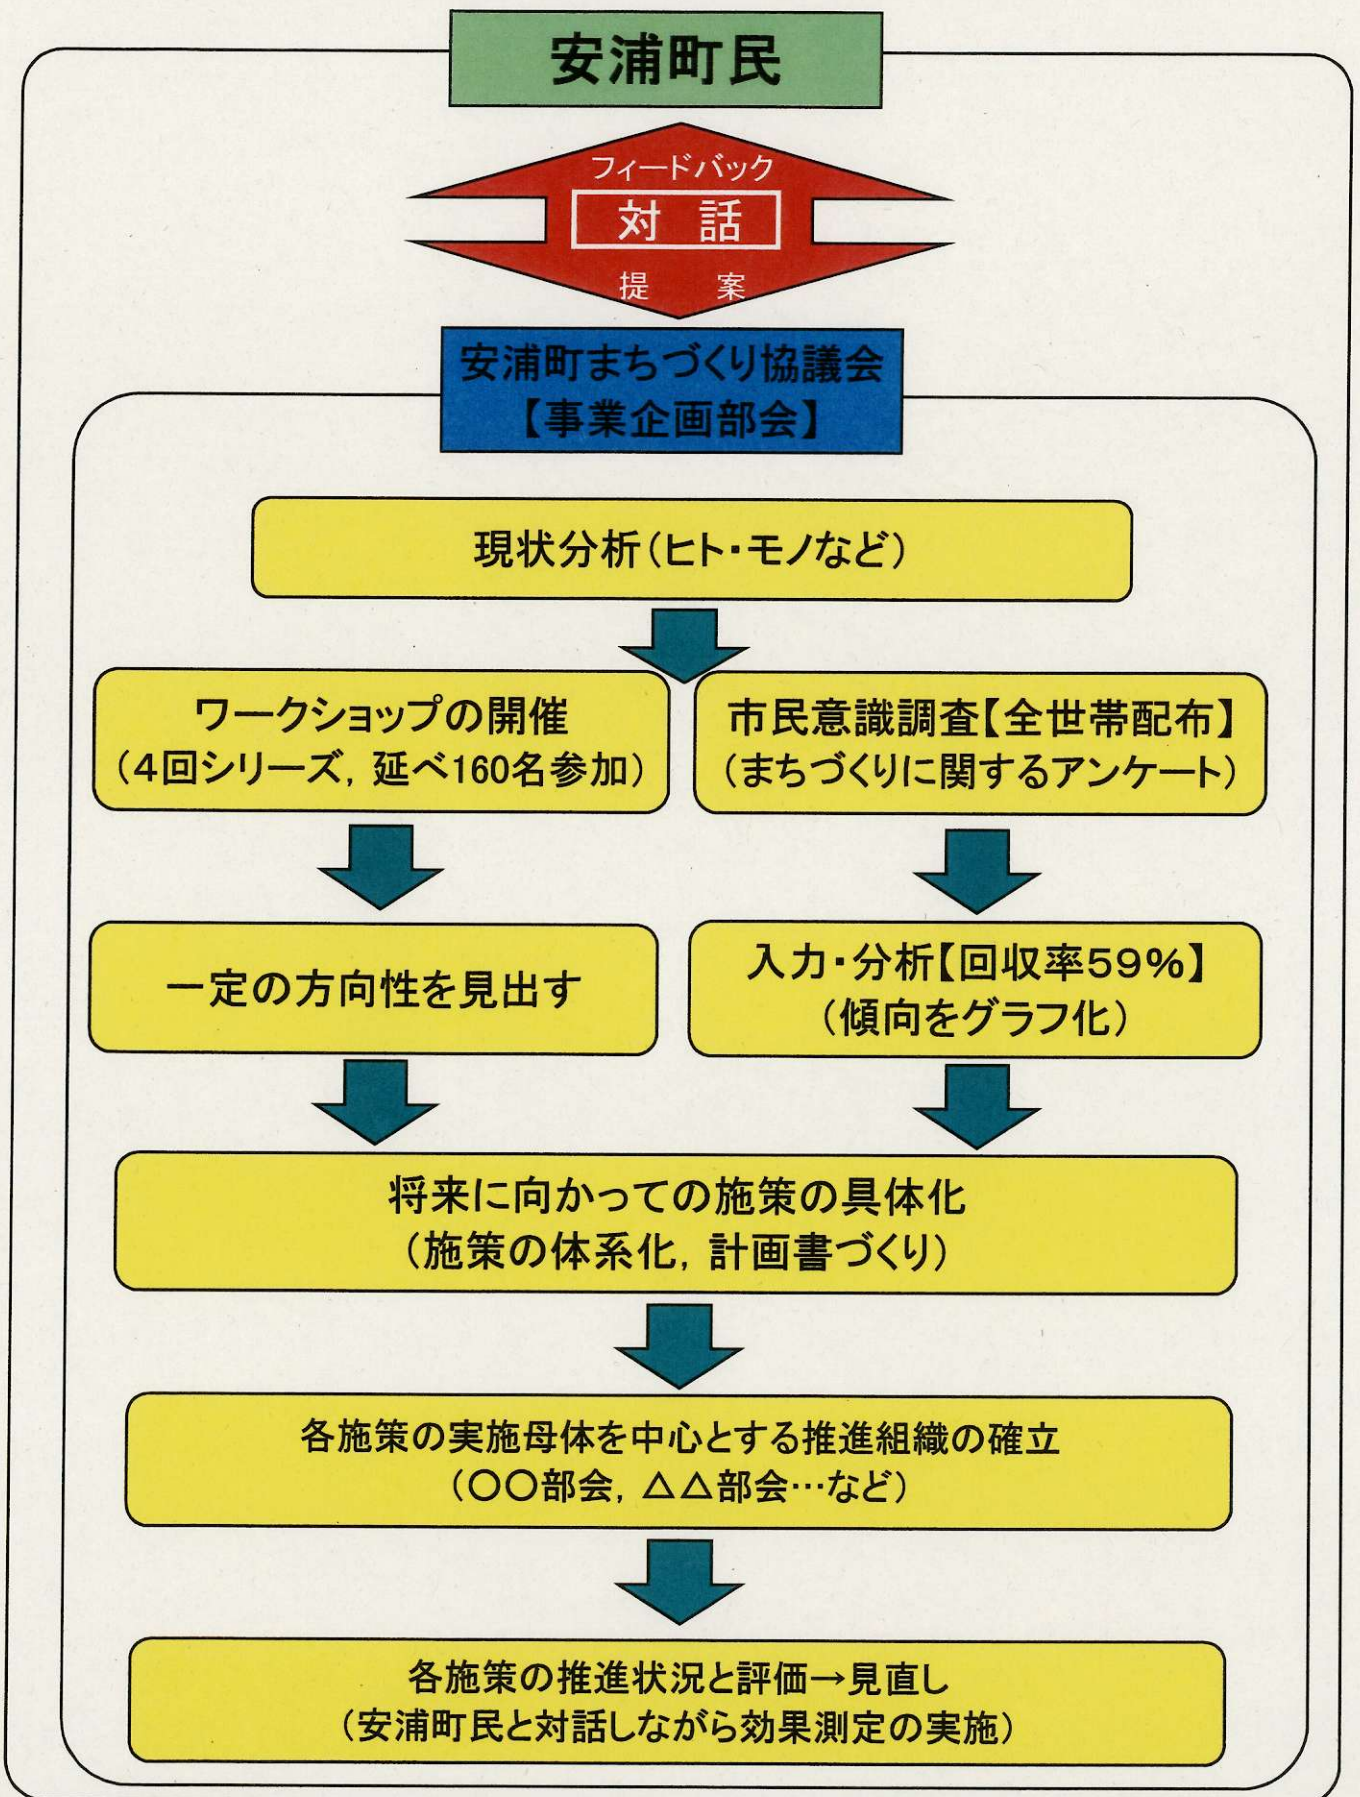 安浦町民
フィードバック
対　話
提　　案
安浦町まちづくり協議会
【事業企画部会】
現状分析（ヒト・モノなど）
ワークショップの開催
（4回シリーズ，延べ160名参加）
市民意識調査【全世帯配布】
（まちづくりに関するアンケート）
一定の方向性を見出す
入力・分析【回収率59％】
（傾向をグラフ化）
将来に向かっての施策の具体化
（施策の体系化，計画書づくり）
各施策の実施母体を中心とする推進組織の確立
（〇〇部会，△△部会…など）
各施策の推進状況と評価→見直し
（安浦町民と対話しながら効果測定の実施）